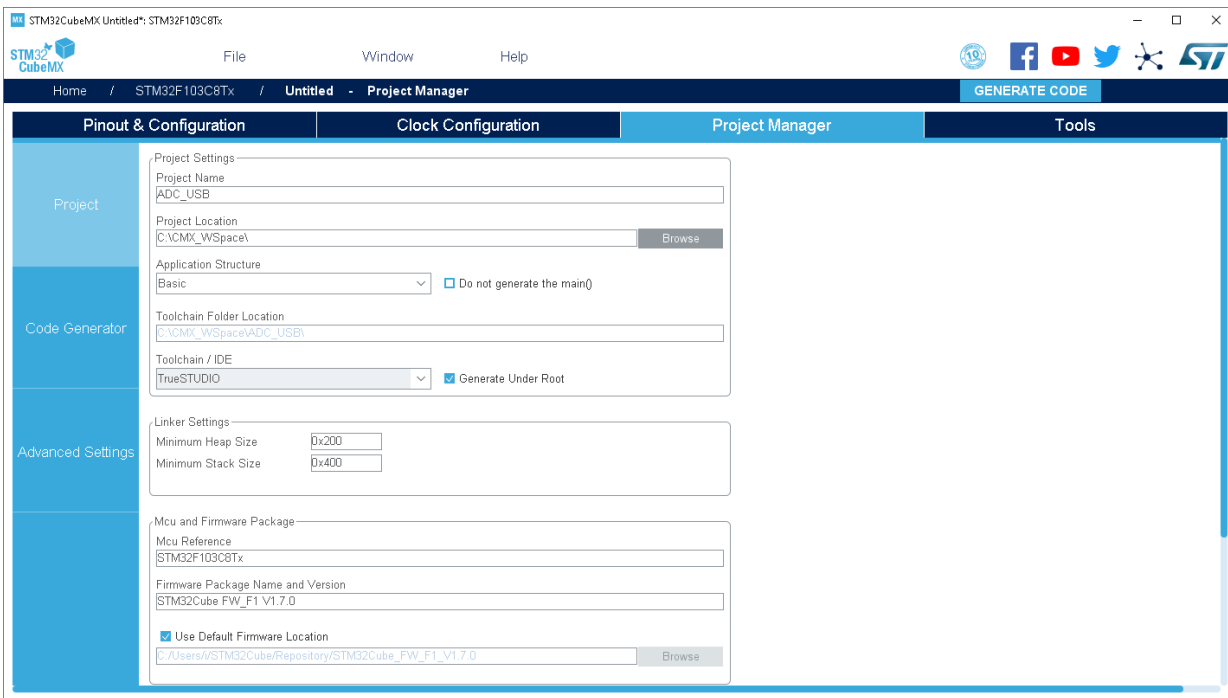 MX STM32CubeMX Untitled*: STM32F103C8Tx
STM32 CubeMX
File Window Help
10
Home / STM32F103C8Tx / Untitled - Project Manager
GENERATE CODE
Pinout & Configuration Clock Configuration Project Manager Tools
Project
Code Generator
Advanced Settings
Project Settings
Project Name
ADC_USB
Project Location
C:\CMX_WSpace\ Browse
Application Structure
Basic Do not generate the main()
Toolchain Folder Location
C:\CMX_WSpace\ADC_USB\
Toolchain / IDE
TrueSTUDIO Generate Under Root
Linker Settings
Minimum Heap Size 0x200
Minimum Stack Size 0x400
Mcu and Firmware Package
Mcu Reference
STM32F103C8Tx
Firmware Package Name and Version
STM32Cube FW_F1 V1.7.0
Use Default Firmware Location
C:/Users/i/STM32Cube/Repository/STM32Cube_FW_F1_V1.7.0 Browse